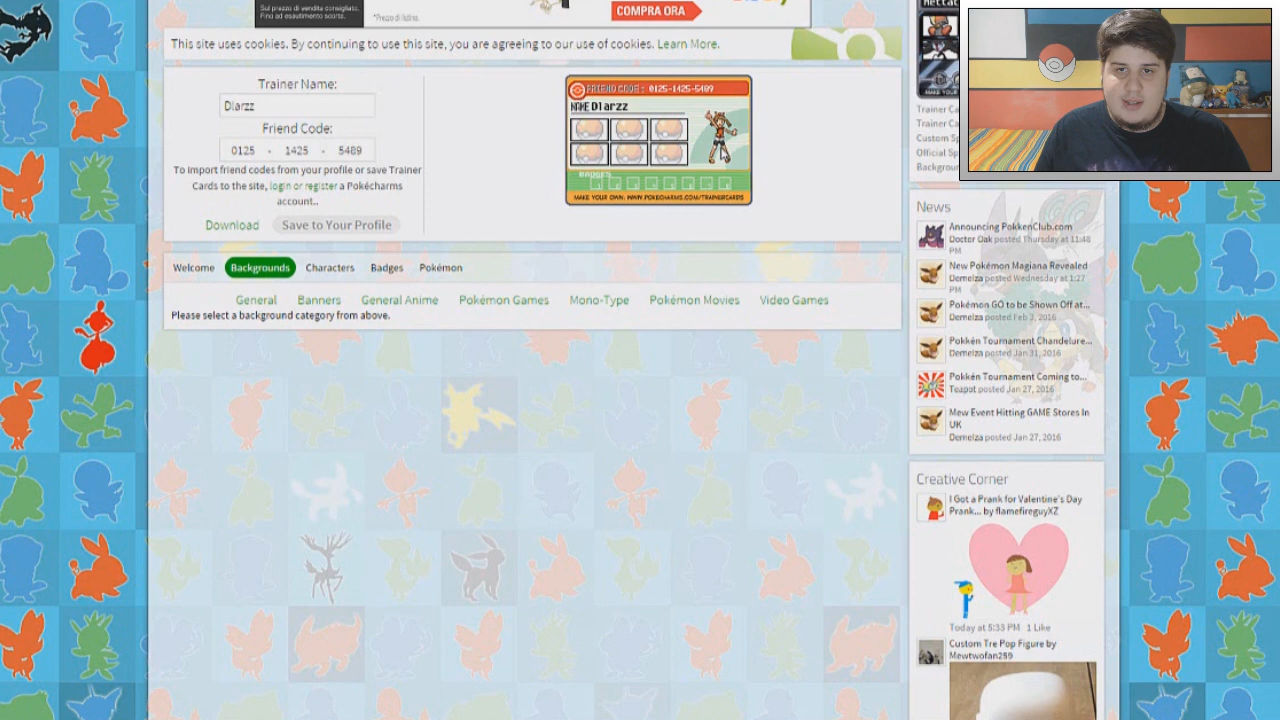 Sul prezzo di vendita consigliato.
Fino ad esaurimento scorte.
*Prezzo di listino.
COMPRA ORA
This site uses cookies. By continuing to use this site, you are agreeing to our use of cookies. Learn More.
Trainer Name:
D1arzz
Friend Code:
0125 - 1425 - 5489
To import friend codes from your profile or save Trainer
Cards to the site, login or register a Pokécharms
account..
Download
Save to Your Profile
FRIEND CODE: 0125-1425-5489
NAME D1arzz
BADGES
MAKE YOUR OWN: WWW.POKECHARMS.COM/TRAINERCARDS
Welcome
Backgrounds
Characters
Badges
Pokémon
General
Banners
General Anime
Pokémon Games
Mono-Type
Pokémon Movies
Video Games
Please select a background category from above.
Trainer
Trainer
Custom
Official
News
Announcing PokkenClub.com
Doctor Oak posted Thursday at 11:48
PM
New Pokémon Magiana Revealed
Demelza posted Wednesday at 1:27
PM
Pokémon GO to be Shown Off at...
Demelza posted Feb 3, 2016
Pokkén Tournament Chandelure...
Demelza posted Jan 31, 2016
Pokkén Tournament Coming to...
Teapot posted Jan 27, 2016
Mew Event Hitting GAME Stores In
UK
Demelza posted Jan 27, 2016
Creative Corner
I Got a Prank for Valentine's Day
Prank... by flamefireguyXZ
Today at 5:33 PM 1 Like
Custom Tre Pop Figure by
Mewtwofan259